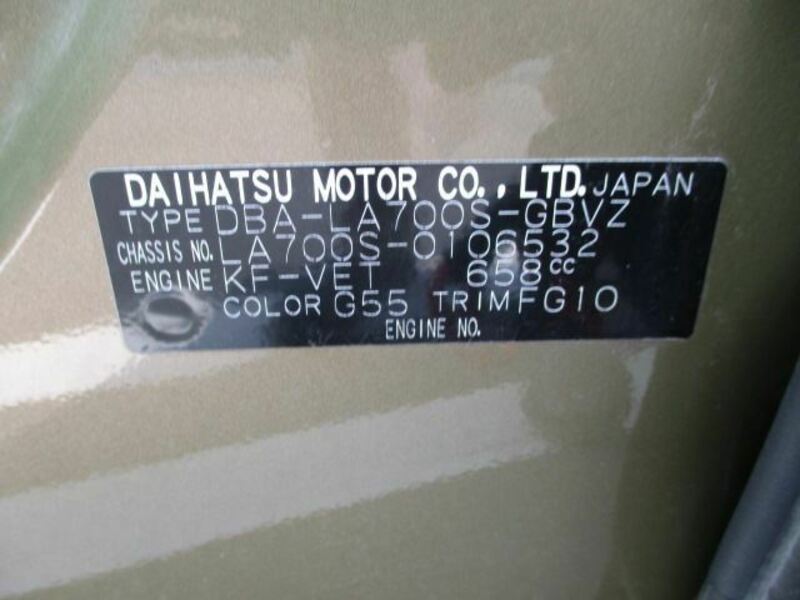 DAIHATSU MOTOR CO., LTD. JAPAN
TYPE DBA-LA700S-GBVZ
CHASSIS NO. LA700S-0106532
ENGINE KF-VET 658cc
COLOR G55 TRIM FG10
ENGINE NO.